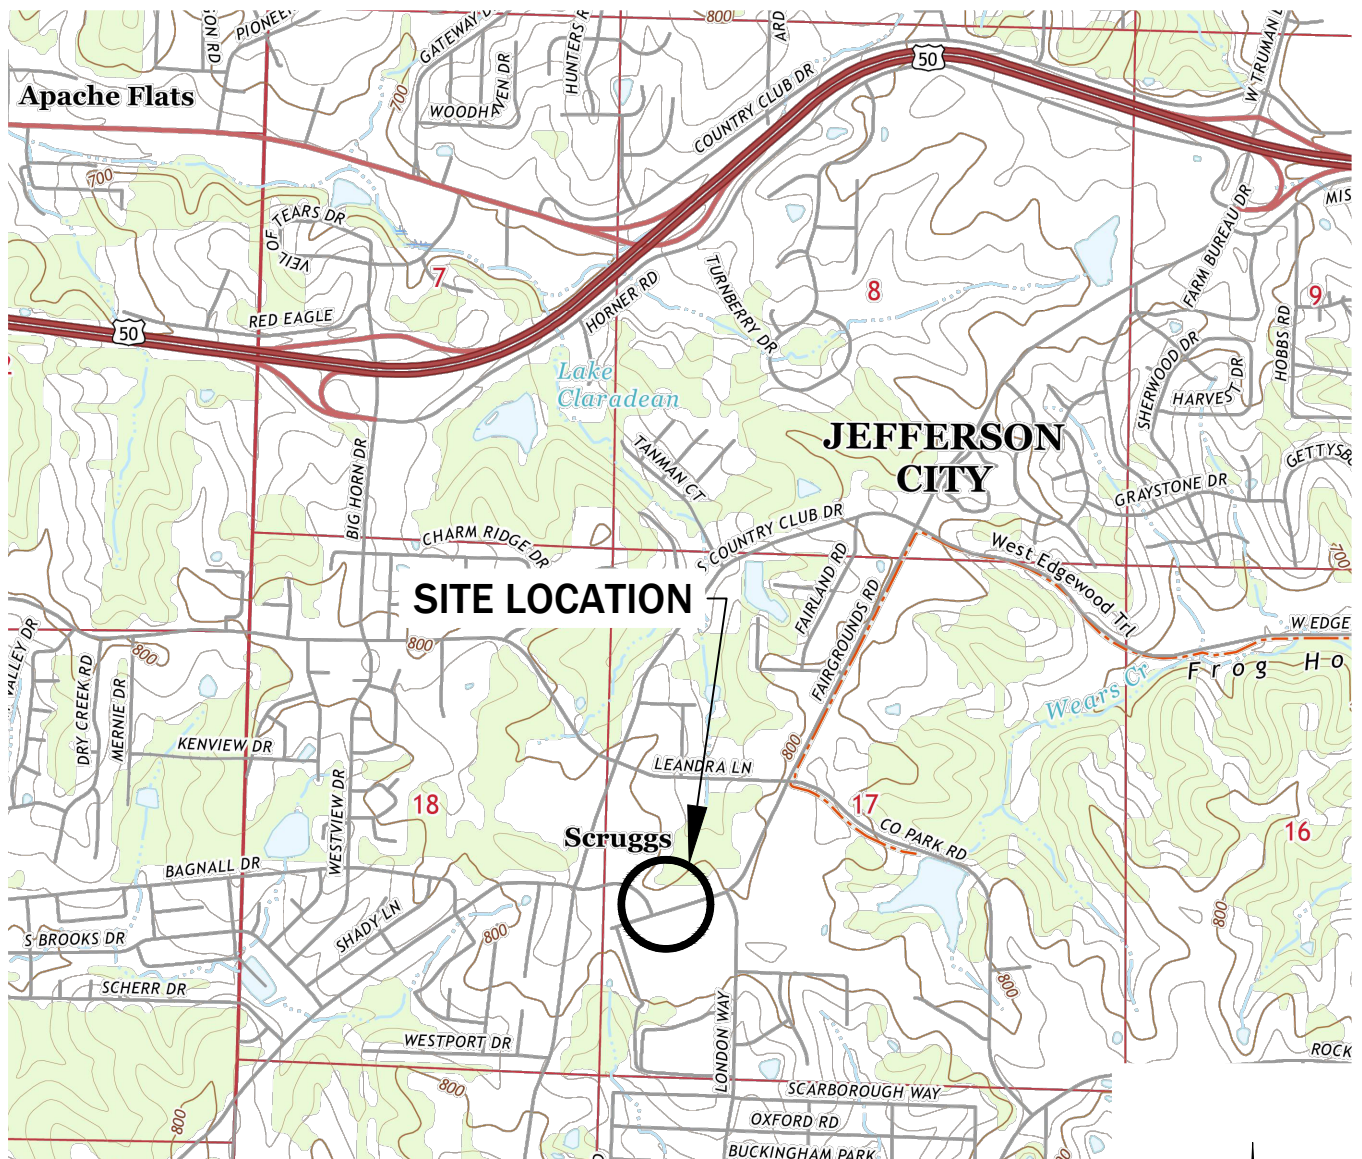 PIONEER
GATEWAY
HUNTERS
800
ARD
W TRUMAN
50
Apache Flats
700
WOODHAVEN DR
COUNTRY CLUB DR
700
VEIL OF TEARS DR
MIS
FARM BUREAU DR
7
8
9
HORNER RD
TURNBERRY DR
RED EAGLE
50
HOBBS RD
SHERWOOD DR
Lake
Claradean
HARVEST DR
JEFFERSON
CITY
TANMAN CT
BIG HORN DR
GETTYSB
GRAYSTONE DR
S COUNTRY CLUB DR
CHARM RIDGE DR
West Edgewood Trl
700
SITE LOCATION
FAIRLAND RD
FAIRGROUNDS RD
W EDGE
VALLEY DR
800
800
Frog Ho
DRY CREEK RD
MERNIE DR
Wears Cr
KENVIEW DR
800
LEANDRA LN
WESTVIEW DR
18
17
16
CO PARK RD
Scruggs
BAGNALL DR
SHADY LN
800
800
S BROOKS DR
SCHERR DR
800
LONDON WAY
WESTPORT DR
ROCK
800
SCARBOROUGH WAY
800
OXFORD RD
BUCKINGHAM PARK